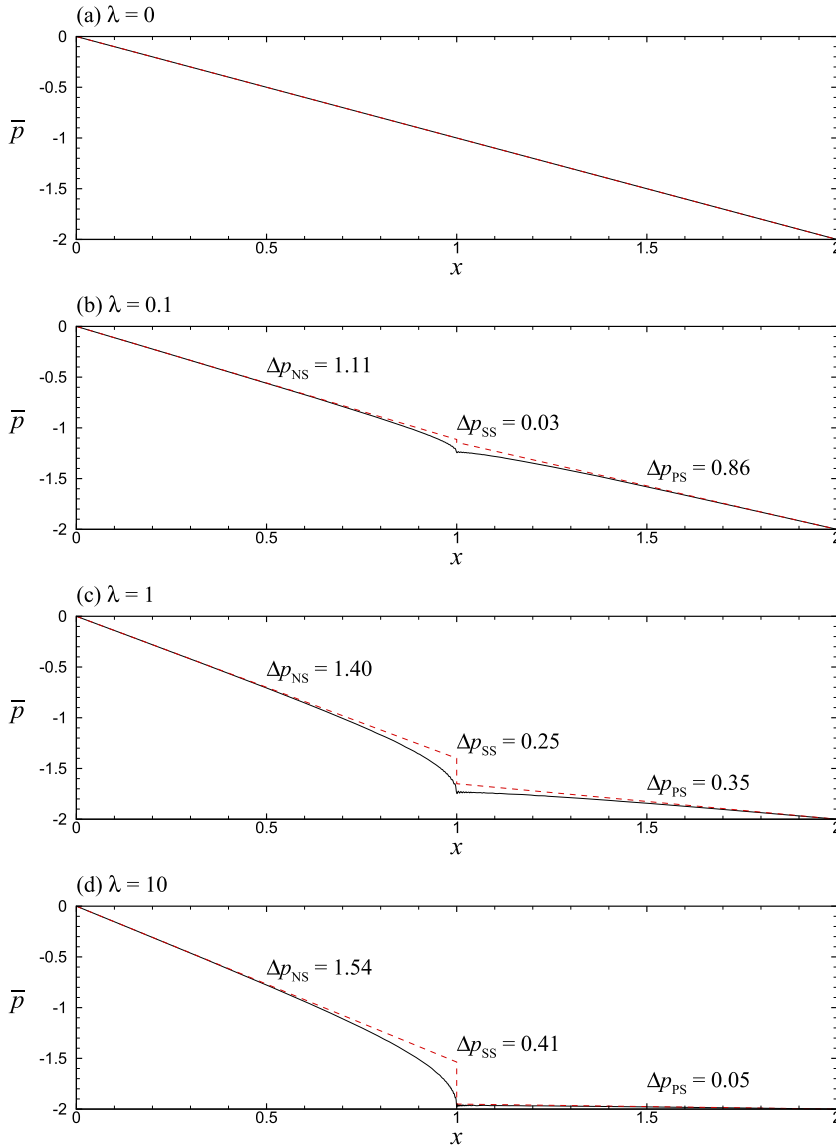 (a) λ = 0
0
-0.5
-1
-1.5
-2
p̅
0 0.5 1 1.5 2
x
(b) λ = 0.1
0
-0.5
-1
-1.5
-2
p̅
Δp_NS = 1.11
Δp_SS = 0.03
Δp_PS = 0.86
0 0.5 1 1.5 2
x
(c) λ = 1
0
-0.5
-1
-1.5
-2
p̅
Δp_NS = 1.40
Δp_SS = 0.25
Δp_PS = 0.35
0 0.5 1 1.5 2
x
(d) λ = 10
0
-0.5
-1
-1.5
-2
p̅
Δp_NS = 1.54
Δp_SS = 0.41
Δp_PS = 0.05
0 0.5 1 1.5 2
x